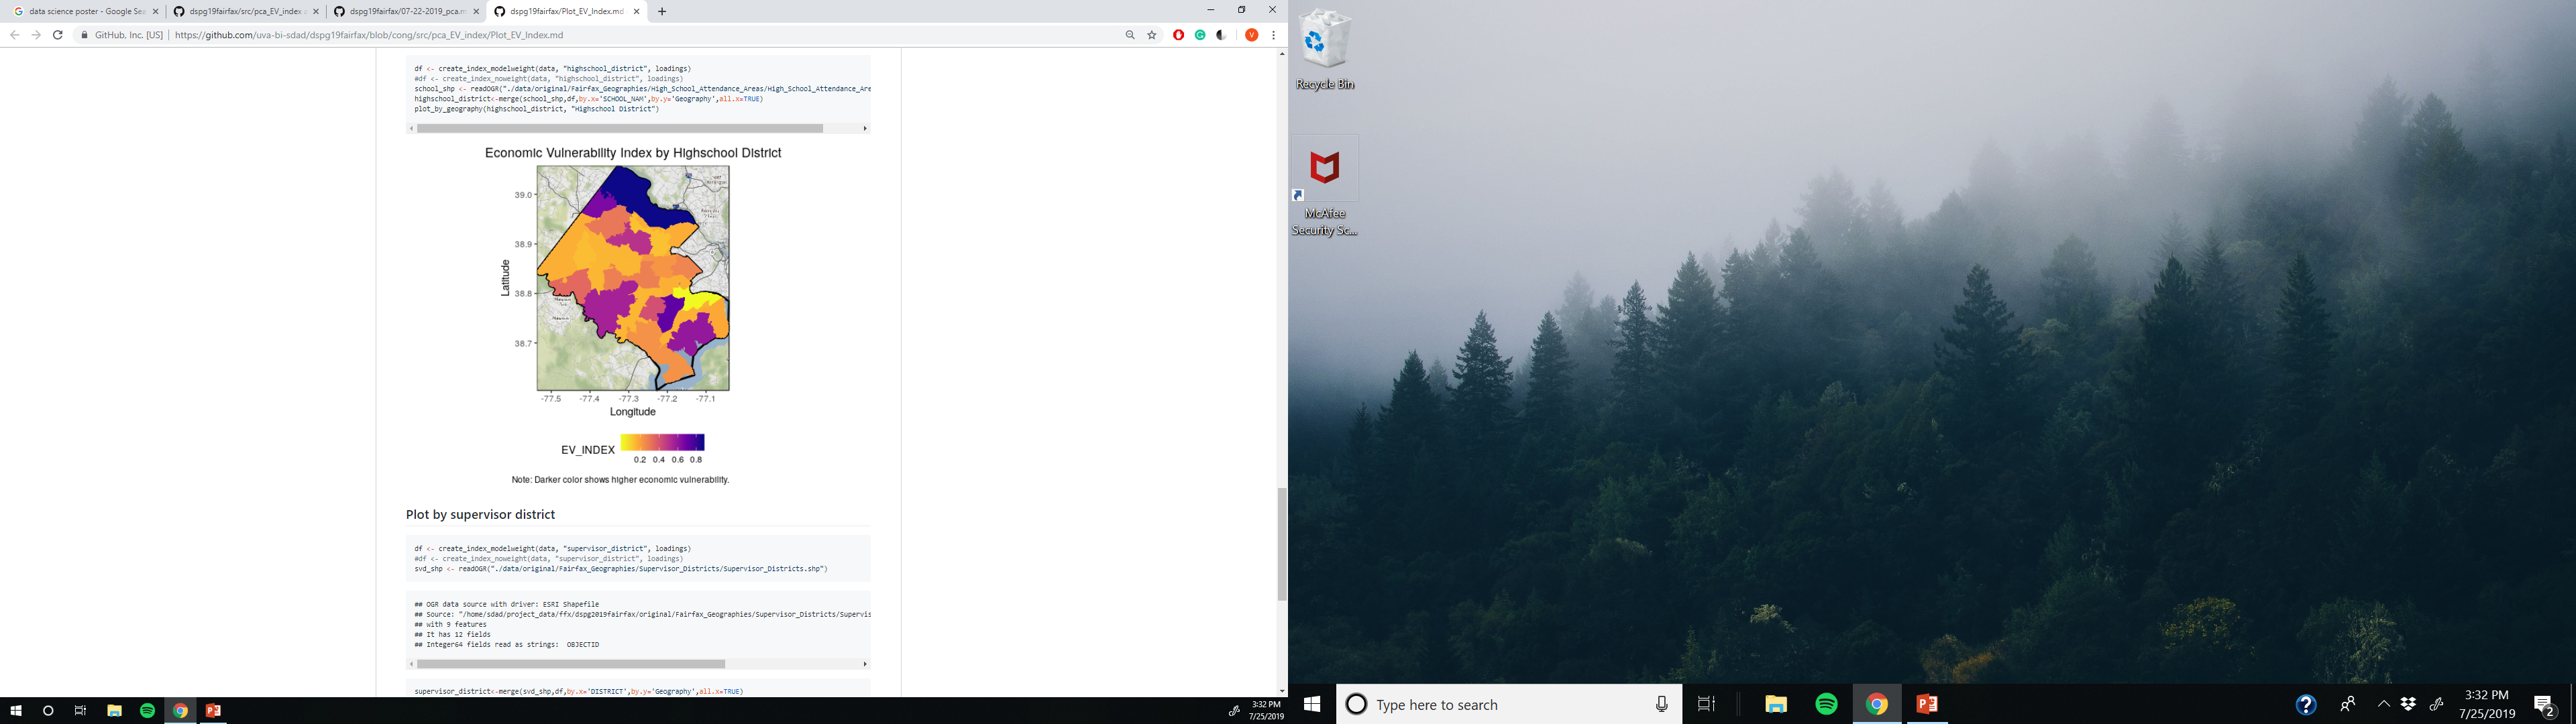 data science poster - Google Sea
dspg19fairfax/src/pca_EV_index a
dspg19fairfax/07-22-2019_pca.m
dspg19fairfax/Plot_EV_Index.md
GitHub, Inc. [US] | https://github.com/uva-bi-sdad/dspg19fairfax/blob/cong/src/pca_EV_index/Plot_EV_Index.md
V
df <- create_index_modelweight(data, "highschool_district", loadings)
#df <- create_index_noweight(data, "highschool_district", loadings)
school_shp <- readOGR("./data/original/Fairfax_Geographies/High_School_Attendance_Areas/High_School_Attendance_Are
highschool_district<-merge(school_shp,df,by.x='SCHOOL_NAM',by.y='Geography',all.x=TRUE)
plot_by_geography(highschool_district, "Highschool District")
Economic Vulnerability Index by Highschool District
39.0
38.9
38.8
38.7
Latitude
-77.5 -77.4 -77.3 -77.2 -77.1
Longitude
EV_INDEX
0.2 0.4 0.6 0.8
Note: Darker color shows higher economic vulnerability.
Plot by supervisor district
df <- create_index_modelweight(data, "supervisor_district", loadings)
#df <- create_index_noweight(data, "supervisor_district", loadings)
svd_shp <- readOGR("./data/original/Fairfax_Geographies/Supervisor_Districts/Supervisor_Districts.shp")
## OGR data source with driver: ESRI Shapefile
## Source: "/home/sdad/project_data/ffx/dspg2019fairfax/original/Fairfax_Geographies/Supervisor_Districts/Supervis
## with 9 features
## It has 12 fields
## Integer64 fields read as strings:  OBJECTID
supervisor_district<-merge(svd_shp,df,by.x='DISTRICT',by.y='Geography',all.x=TRUE)
3:32 PM
7/25/2019
Recycle Bin
McAfee
Security Sc...
Type here to search
3:32 PM
7/25/2019
2